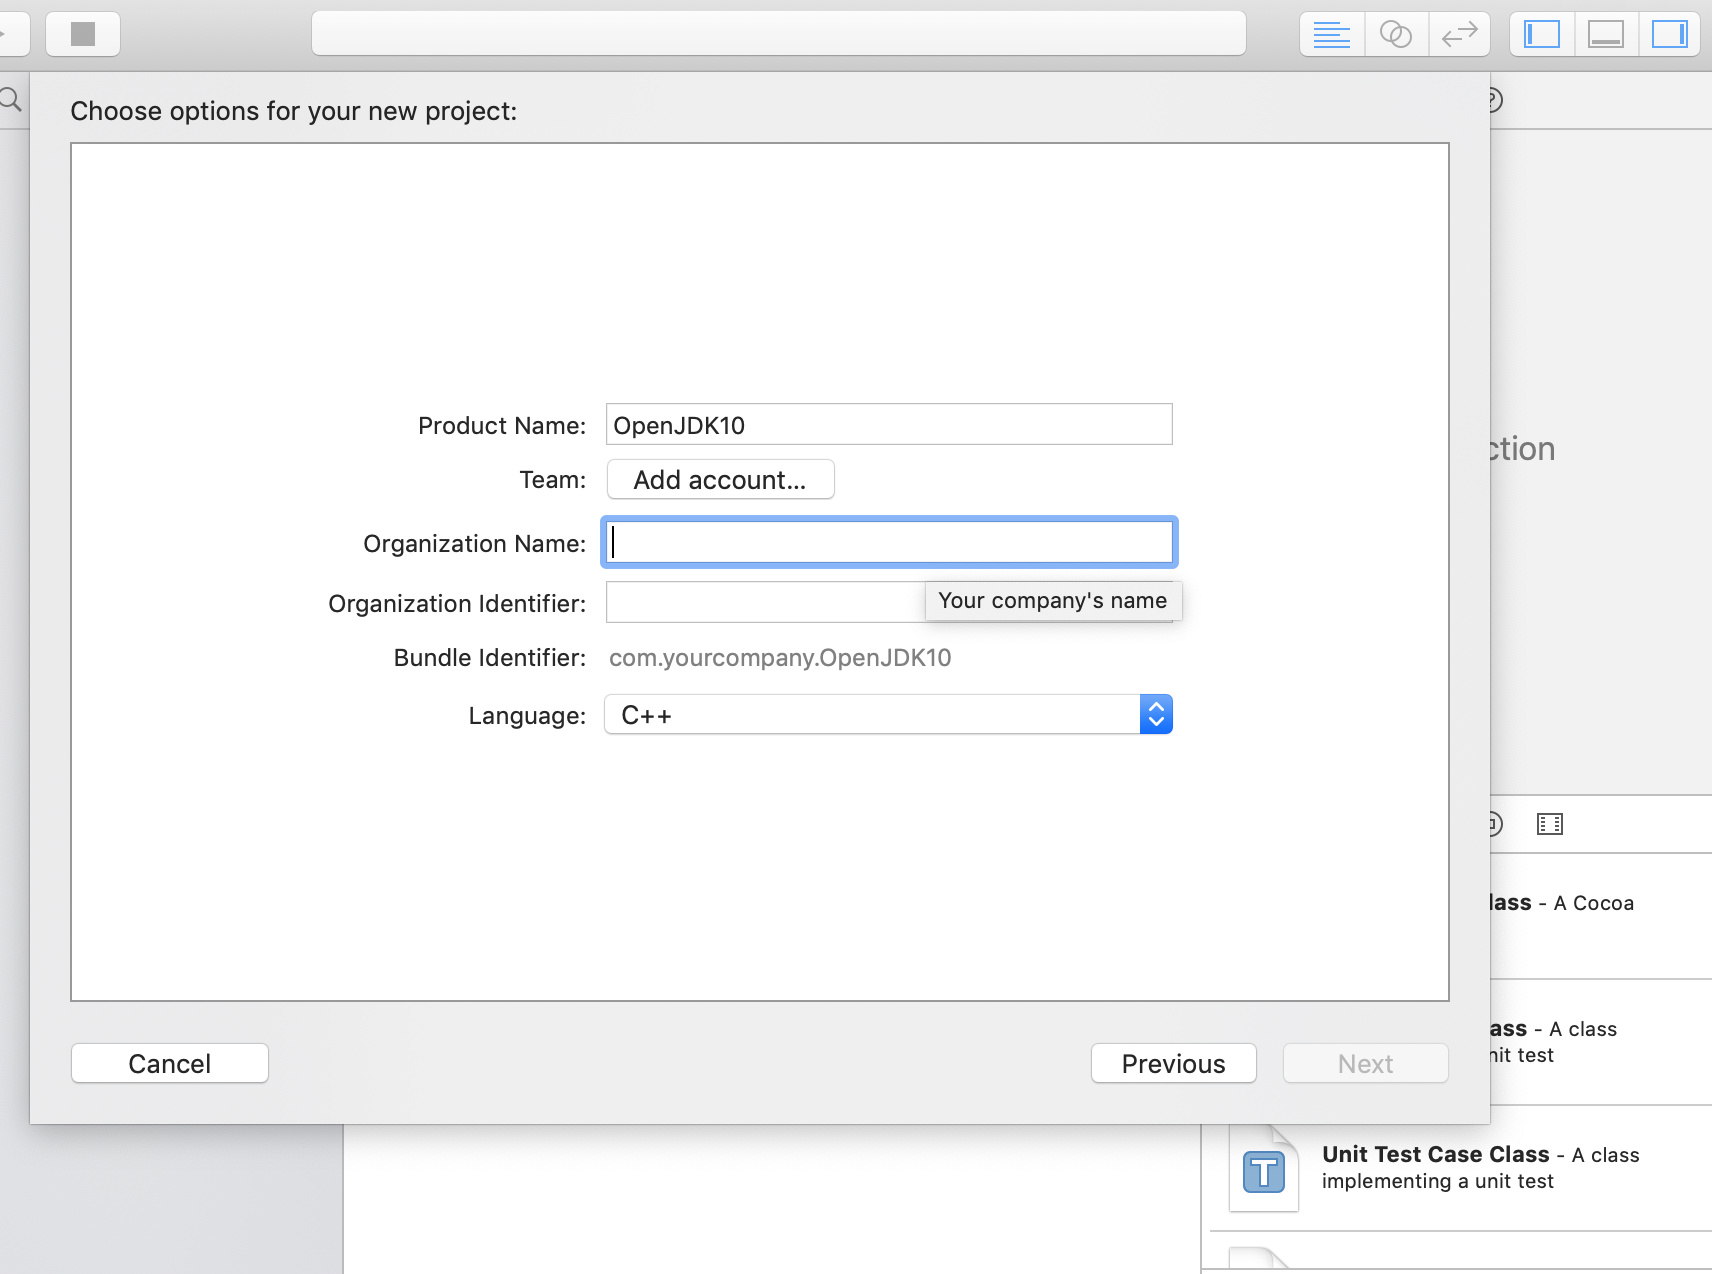 Choose options for your new project:
Product Name: OpenJDK10
Team: Add account...
Organization Name:
Organization Identifier:
Your company's name
Bundle Identifier: com.yourcompany.OpenJDK10
Language: C++
Cancel
Previous
Next
ction
lass - A Cocoa
ass - A class
nit test
Unit Test Case Class - A class
implementing a unit test
T